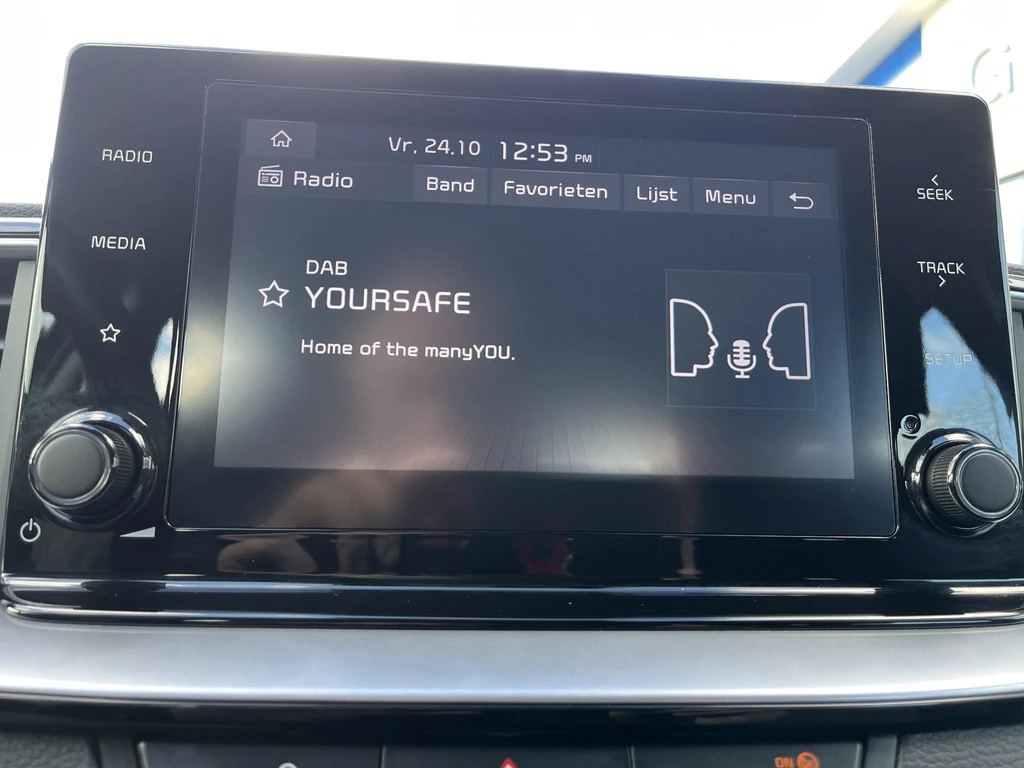 Vr. 24.10 12:53 PM
RADIO
Radio Band Favorieten Lijst Menu
SEEK
MEDIA
DAB
YOURSAFE
TRACK
Home of the manyYOU.
SETUP
ON